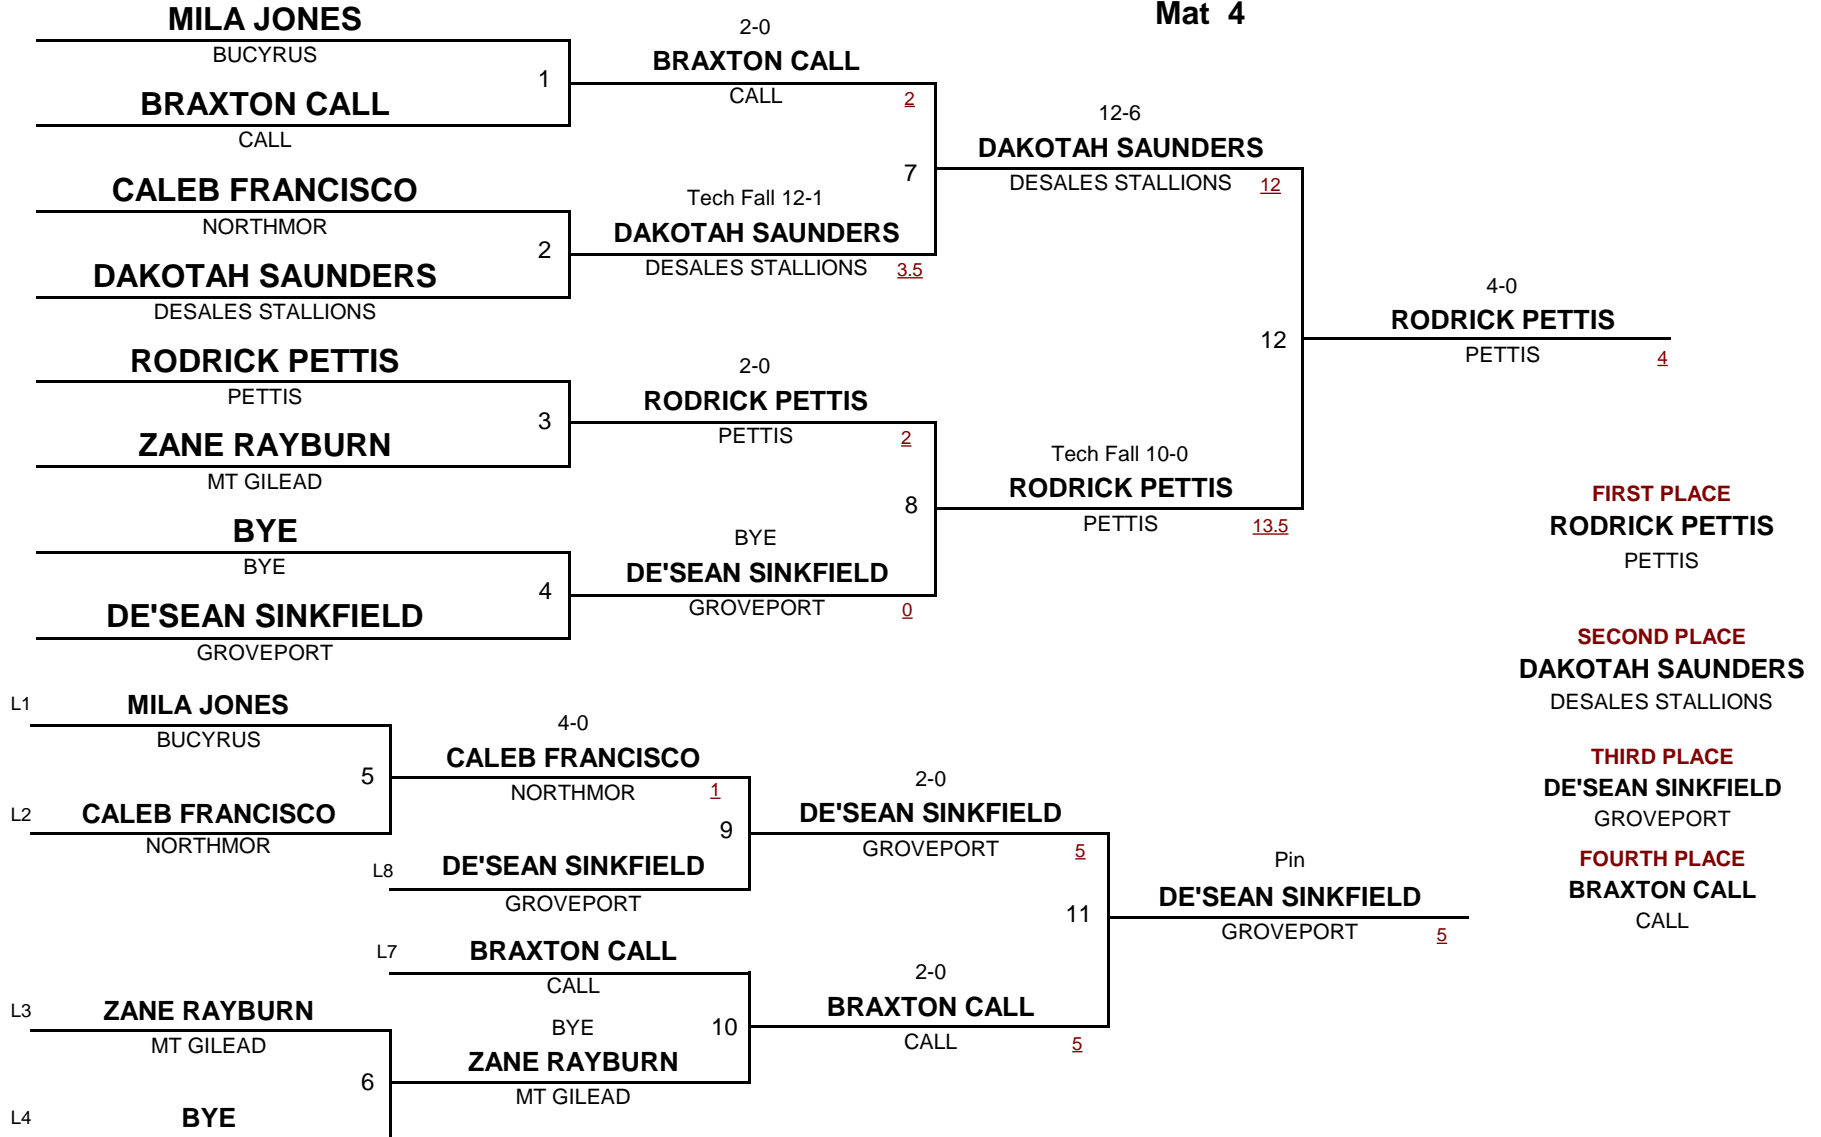 Mat 4
MILA JONES
BUCYRUS
1
BRAXTON CALL
CALL
CALEB FRANCISCO
NORTHMOR
2
DAKOTAH SAUNDERS
DESALES STALLIONS
RODRICK PETTIS
PETTIS
3
ZANE RAYBURN
MT GILEAD
BYE
BYE
4
DE'SEAN SINKFIELD
GROVEPORT
2-0
BRAXTON CALL
CALL 2
7
Tech Fall 12-1
DAKOTAH SAUNDERS
DESALES STALLIONS 3.5
2-0
RODRICK PETTIS
PETTIS 2
8
BYE
DE'SEAN SINKFIELD
GROVEPORT 0
12-6
DAKOTAH SAUNDERS
DESALES STALLIONS 12
12
Tech Fall 10-0
RODRICK PETTIS
PETTIS 13.5
4-0
RODRICK PETTIS
PETTIS 4
FIRST PLACE
RODRICK PETTIS
PETTIS
SECOND PLACE
DAKOTAH SAUNDERS
DESALES STALLIONS
THIRD PLACE
DE'SEAN SINKFIELD
GROVEPORT
FOURTH PLACE
BRAXTON CALL
CALL
L1 MILA JONES
BUCYRUS
5
L2 CALEB FRANCISCO
NORTHMOR
4-0
CALEB FRANCISCO
NORTHMOR 1
9
L8 DE'SEAN SINKFIELD
GROVEPORT
L7 BRAXTON CALL
CALL
10
BYE
ZANE RAYBURN
MT GILEAD
L3 ZANE RAYBURN
MT GILEAD
6
L4 BYE
2-0
DE'SEAN SINKFIELD
GROVEPORT 5
11
2-0
BRAXTON CALL
CALL 5
Pin
DE'SEAN SINKFIELD
GROVEPORT 5